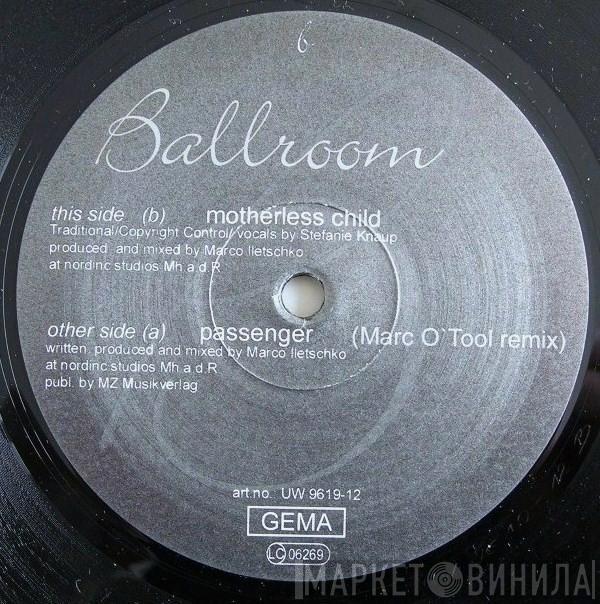 6
Ballroom
this side (b) motherless child
Traditional/Copyright Control/ vocals by Stefanie Knaup
produced and mixed by Marco Iletschko
at nordinc studios Mh.a.d.R
other side (a) passenger (Marc O`Tool remix)
written. produced and mixed by Marco Iletschko
at nordinc studios Mh.a.d.R
publ. by MZ Musikverlag
art.no.: UW 9619-12
GEMA
LC 06269
МАРКЕТ ВИНИЛА